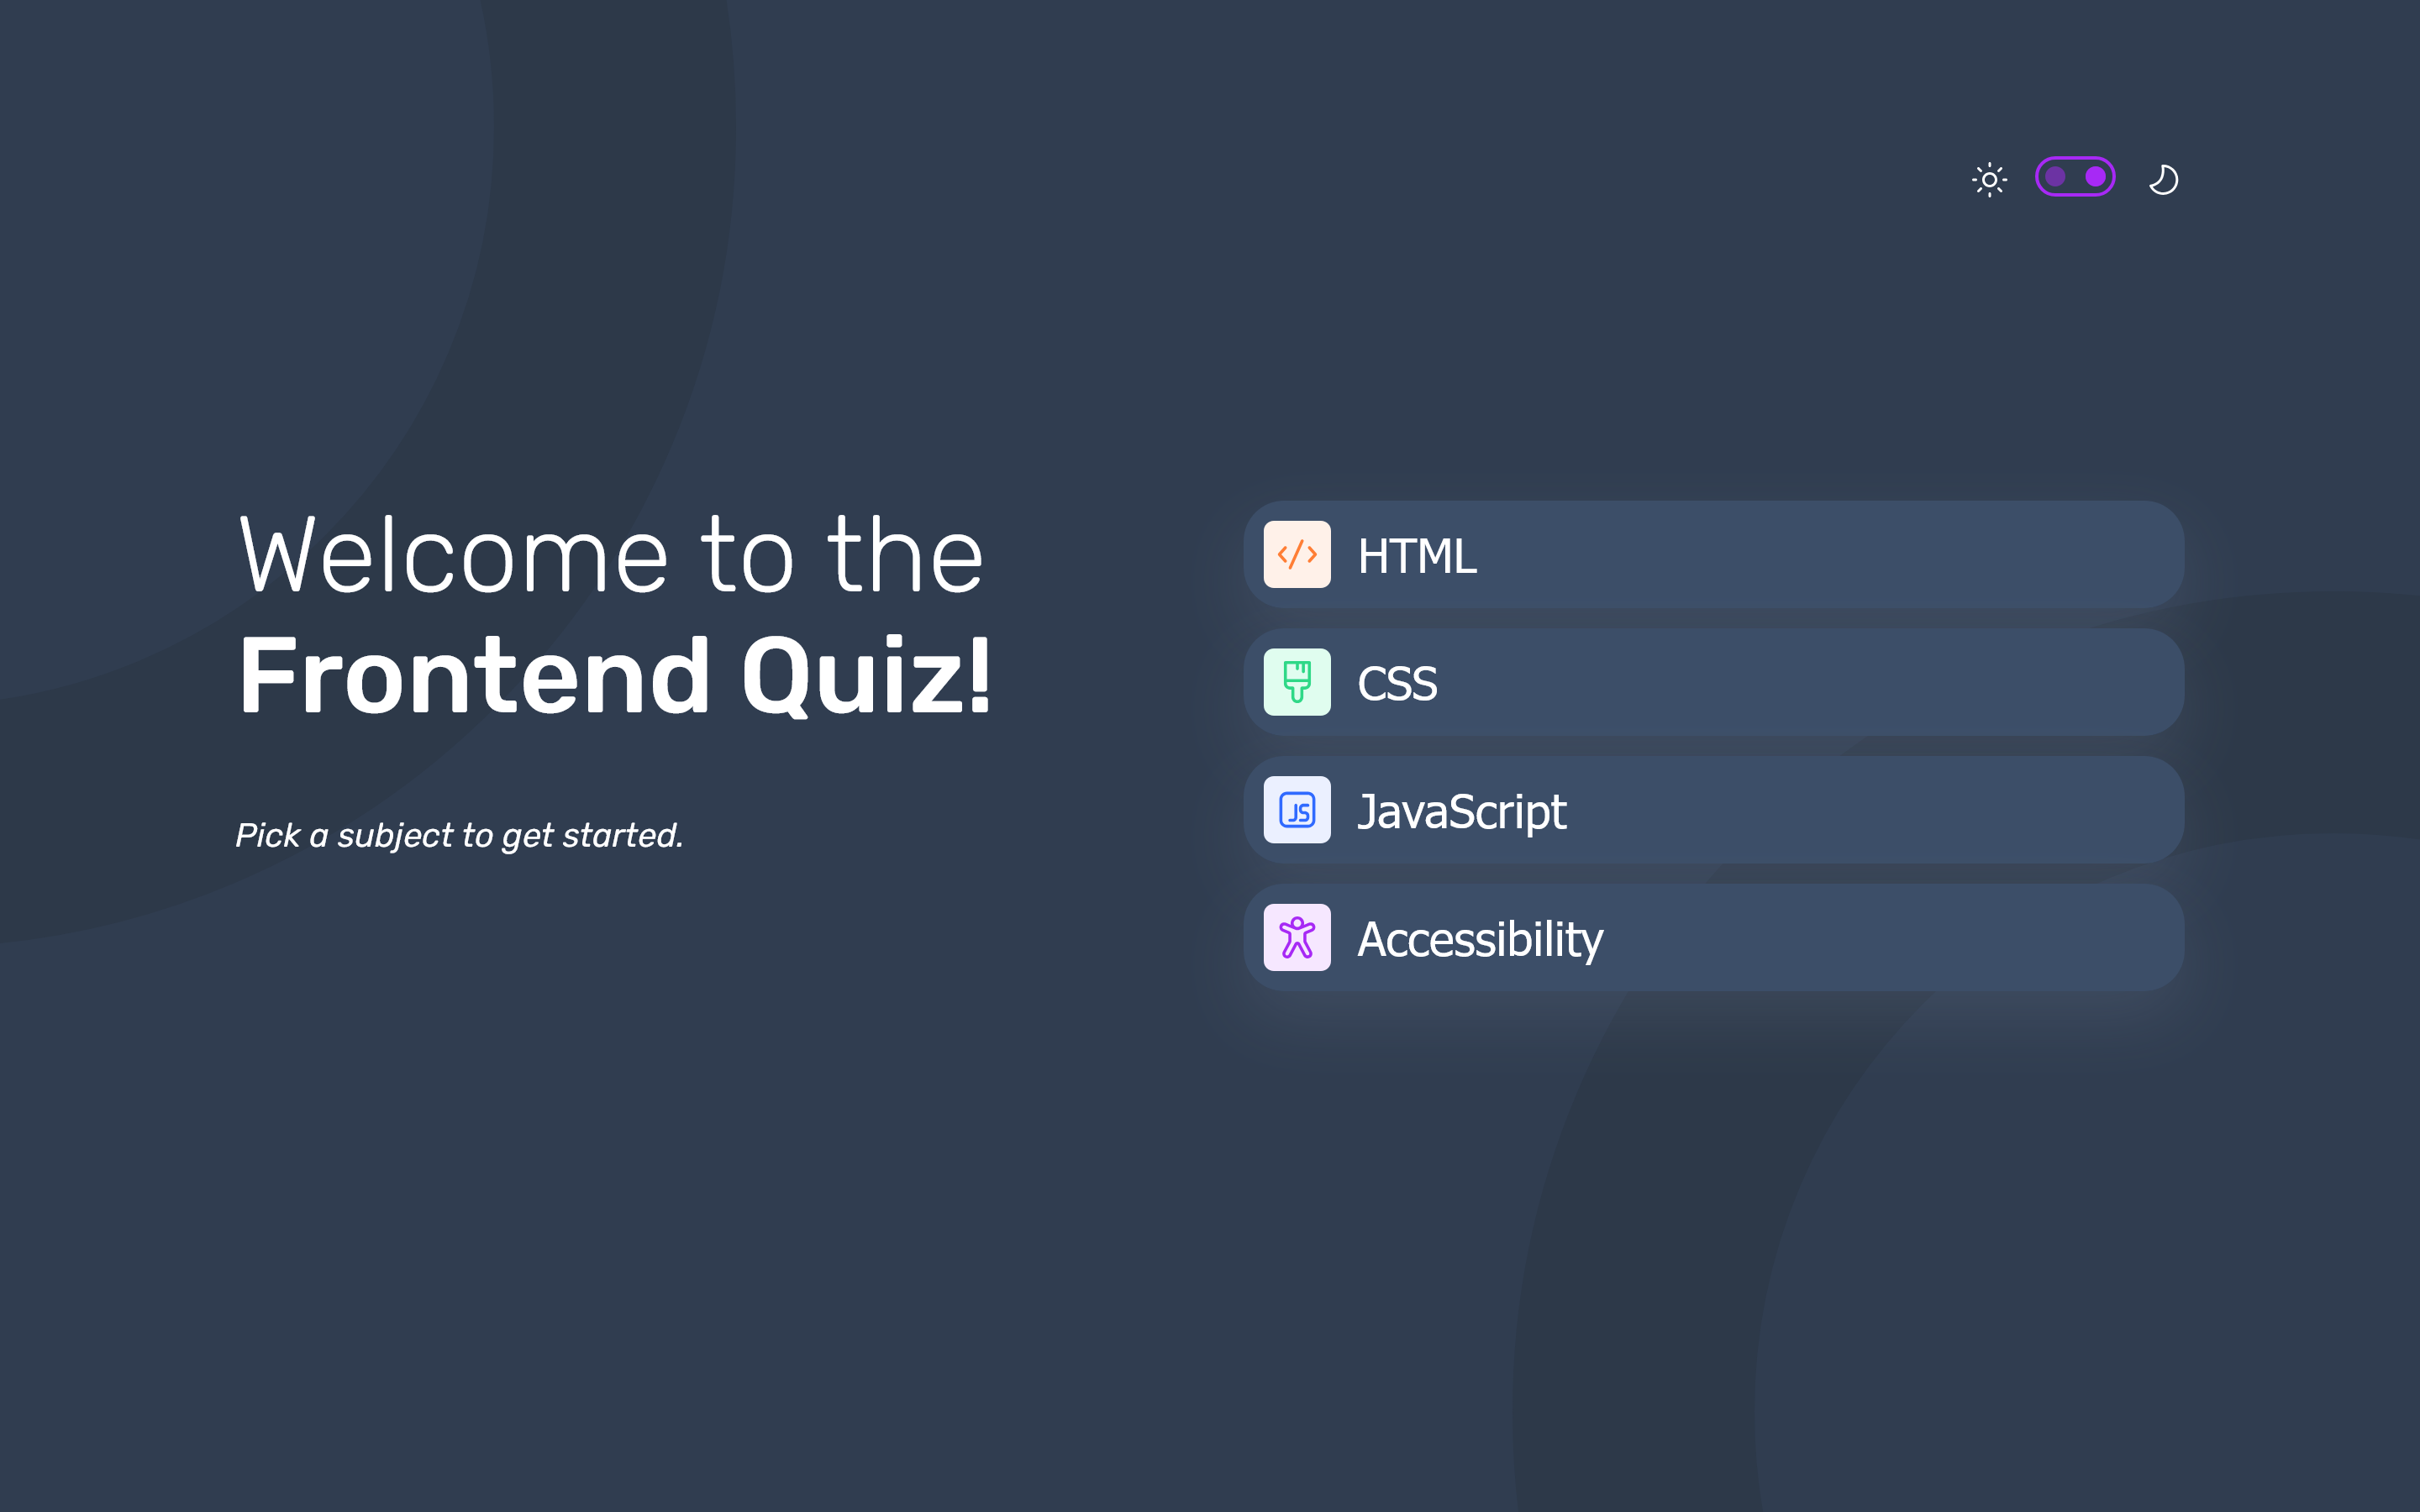 Welcome to the
Frontend Quiz!
Pick a subject to get started.
HTML
CSS
JS
JavaScript
Accessibility